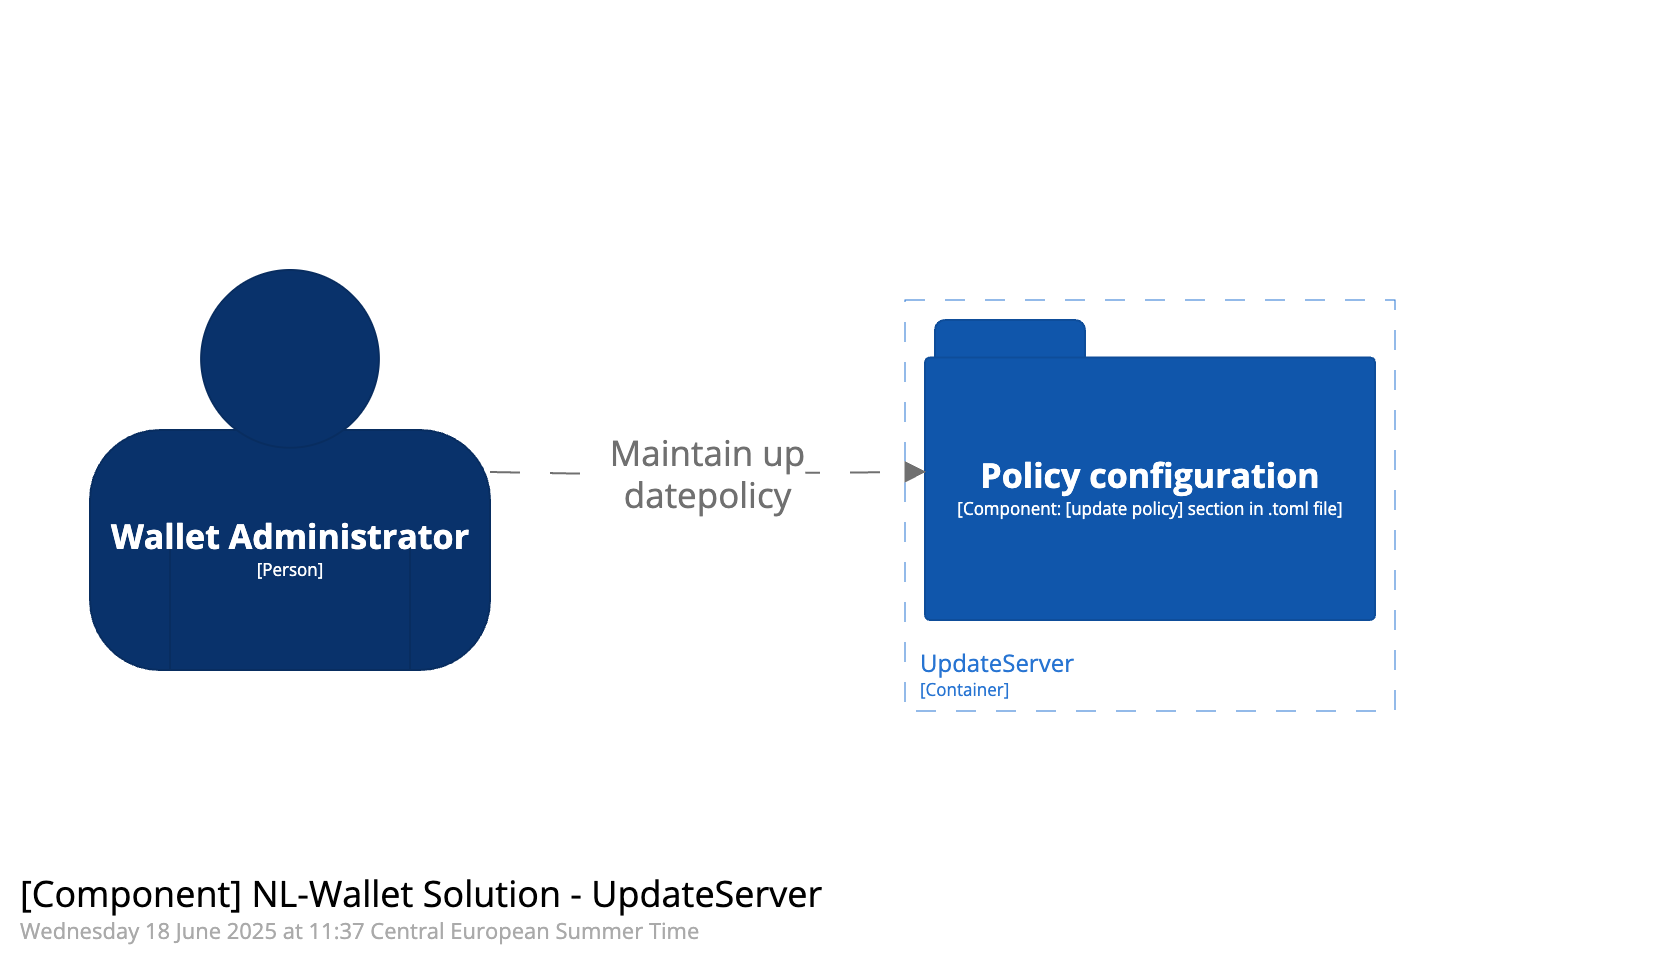 Wallet Administrator
[Person]
Maintain up
datepolicy
Policy configuration
[Component: [update policy] section in .toml file]
UpdateServer
[Container]
[Component] NL-Wallet Solution - UpdateServer
Wednesday 18 June 2025 at 11:37 Central European Summer Time